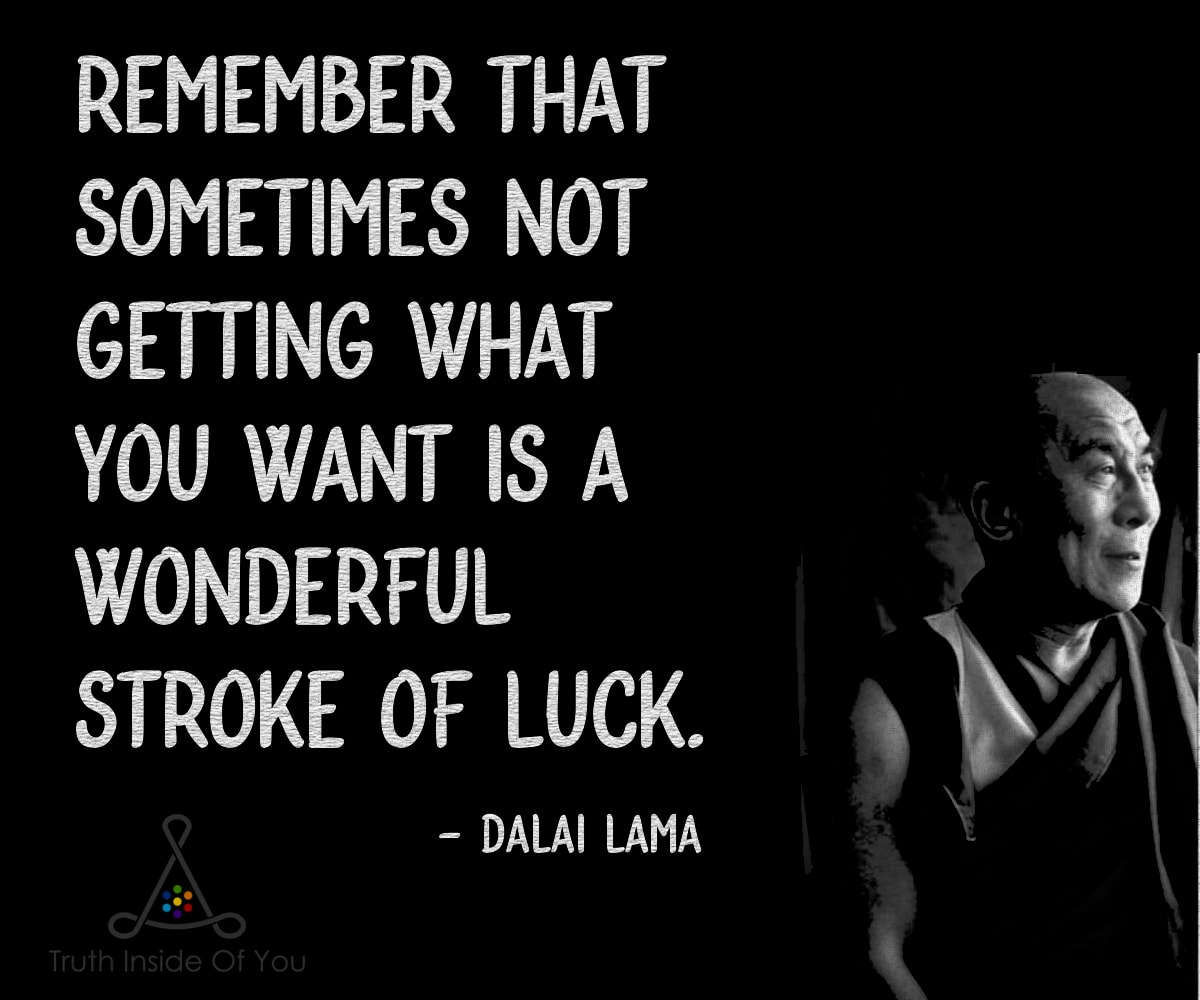 REMEMBER THAT
SOMETIMES NOT
GETTING WHAT
YOU WANT IS A
WONDERFUL
STROKE OF LUCK.
- DALAI LAMA
Truth Inside Of You